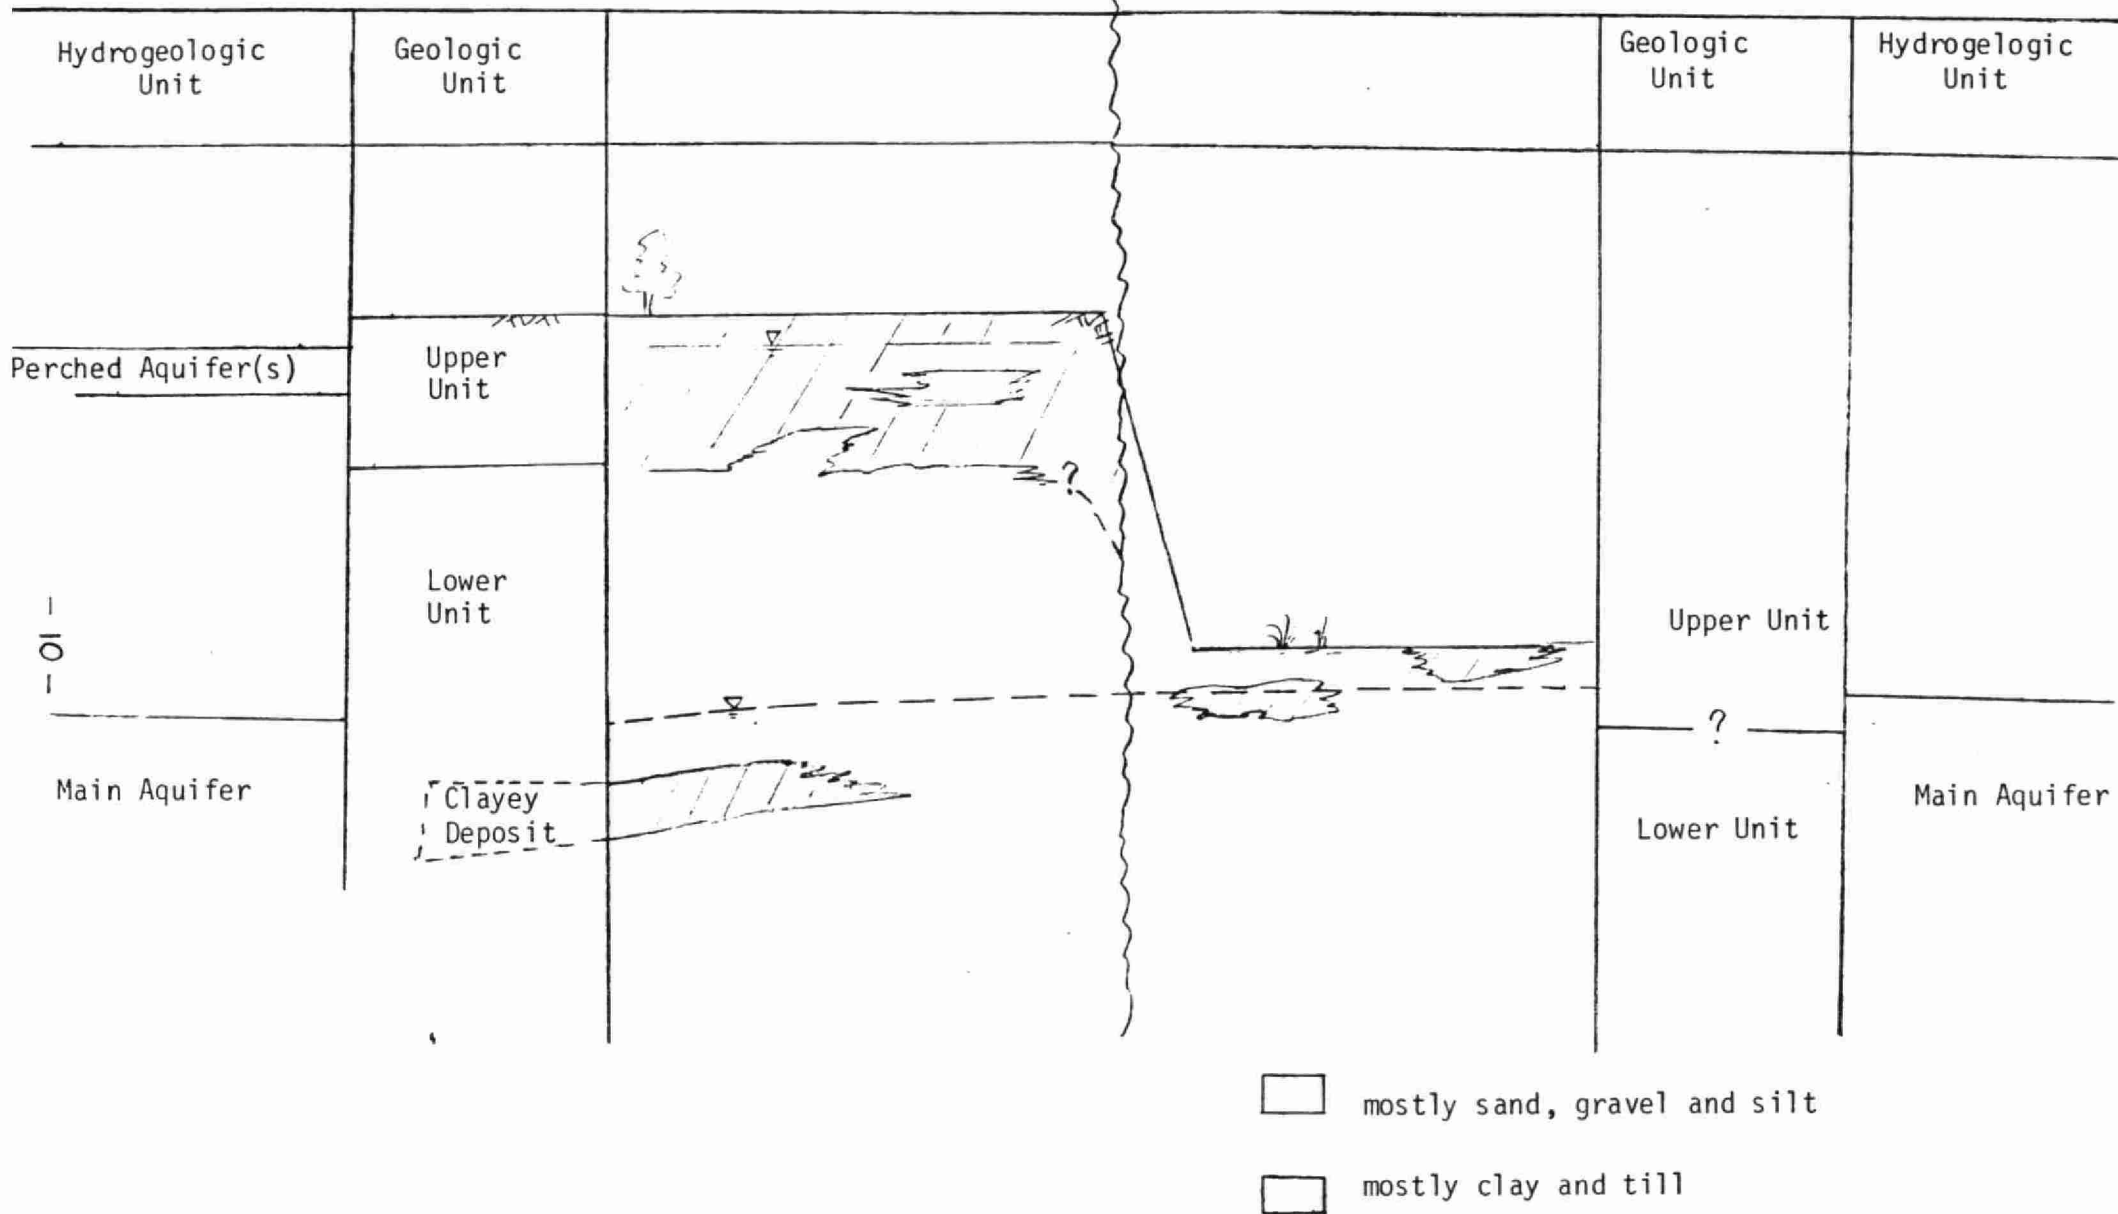 Hydrogeologic
Unit
Geologic
Unit
Geologic
Unit
Hydrogelogic
Unit
Perched Aquifer(s)
Upper
Unit
?
Lower
Unit
- 10 -
Upper Unit
?
Main Aquifer
Clayey
Deposit
Lower Unit
Main Aquifer
mostly sand, gravel and silt
mostly clay and till